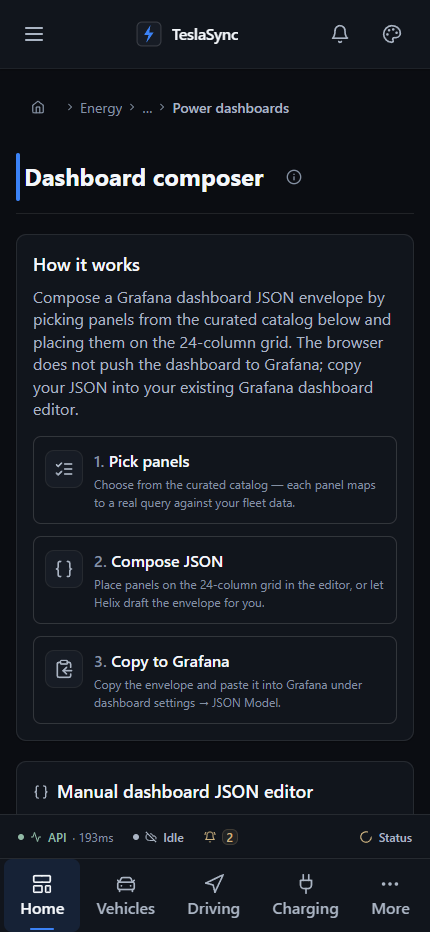 TeslaSync
Energy > ... > Power dashboards
Dashboard composer
How it works
Compose a Grafana dashboard JSON envelope by
picking panels from the curated catalog below and
placing them on the 24-column grid. The browser
does not push the dashboard to Grafana; copy
your JSON into your existing Grafana dashboard
editor.
1. Pick panels
Choose from the curated catalog — each panel maps
to a real query against your fleet data.
2. Compose JSON
Place panels on the 24-column grid in the editor, or let
Helix draft the envelope for you.
3. Copy to Grafana
Copy the envelope and paste it into Grafana under
dashboard settings → JSON Model.
Manual dashboard JSON editor
API · 193ms Idle 2 Status
Home Vehicles Driving Charging More